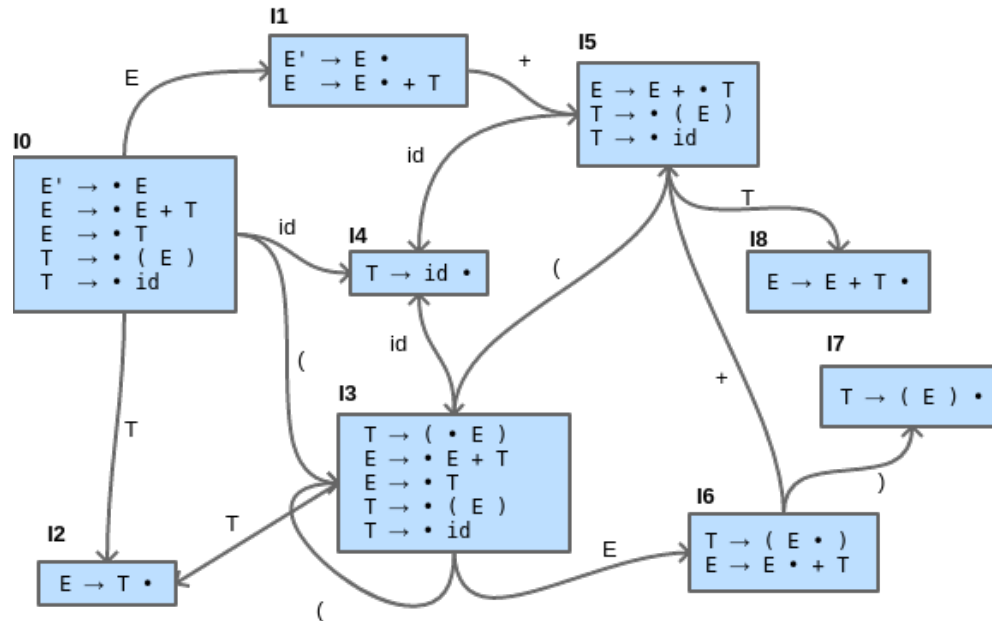 I1
E' → E •
E → E • + T
I5
E → E + • T
T → • ( E )
T → • id
+
E
I0
E' → • E
E → • E + T
E → • T
T → • ( E )
T → • id
id
id
I4
T → id •
T
I8
E → E + T •
(
id
(
I7
T → ( E ) •
+
I3
T → ( • E )
E → • E + T
E → • T
T → • ( E )
T → • id
T
)
I6
T → ( E • )
E → E • + T
I2
E → T •
T
E
(